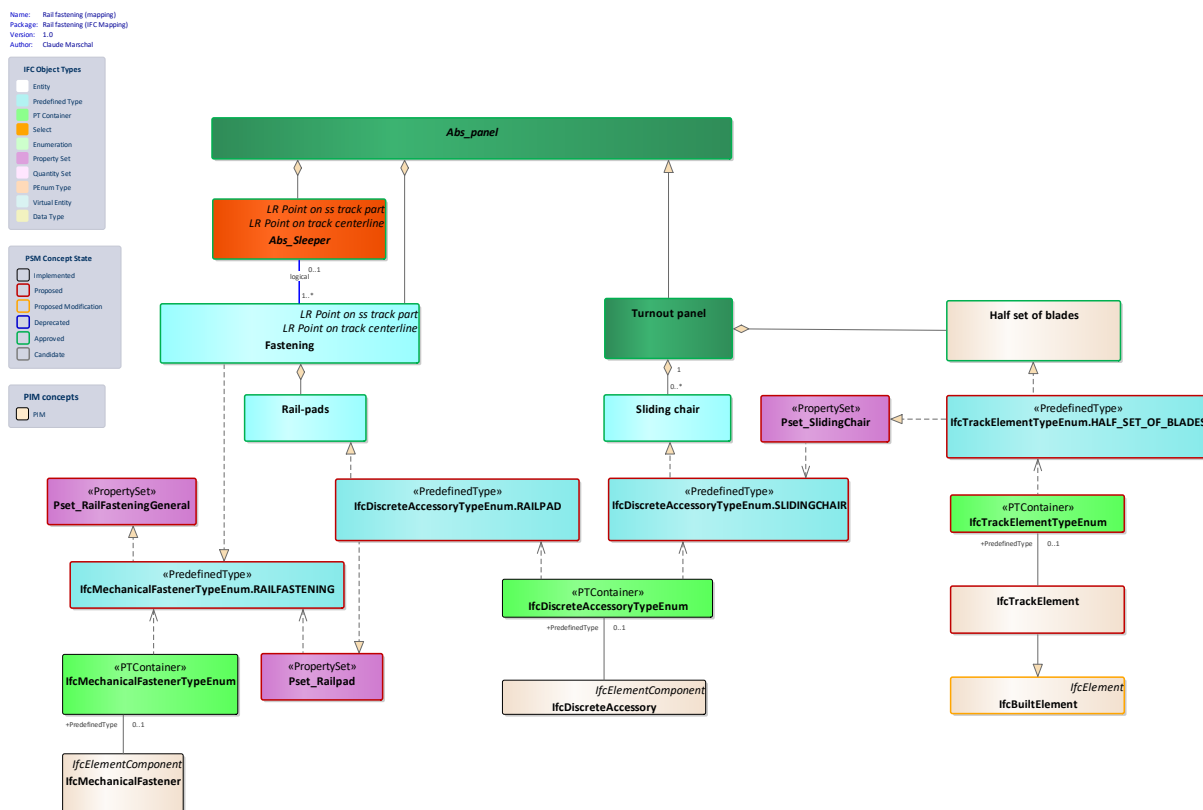 Name: Rail fastening (mapping)
Package: Rail fastening (IFC Mapping)
Version: 1.0
Author: Claude Marschal
IFC Object Types
Entity
Predefined Type
PT Container
Select
Enumeration
Property Set
Quantity Set
PEnum Type
Virtual Entity
Data Type
PSM Concept State
Implemented
Proposed
Proposed Modification
Deprecated
Approved
Candidate
PIM concepts
PIM
Abs_panel
LR Point on ss track part
LR Point on track centerline
Abs_Sleeper
0..1
logical
1..*
LR Point on ss track part
LR Point on track centerline
Fastening
Turnout panel
Half set of blades
1
0..*
Rail-pads
Sliding chair
«PropertySet»
Pset_SlidingChair
«PredefinedType»
IfcTrackElementTypeEnum.HALF_SET_OF_BLADES
«PropertySet»
Pset_RailFasteningGeneral
«PredefinedType»
IfcDiscreteAccessoryTypeEnum.RAILPAD
«PredefinedType»
IfcDiscreteAccessoryTypeEnum.SLIDINGCHAIR
«PTContainer»
IfcTrackElementTypeEnum
+PredefinedType 0..1
«PredefinedType»
IfcMechanicalFastenerTypeEnum.RAILFASTENING
«PTContainer»
IfcDiscreteAccessoryTypeEnum
+PredefinedType 0..1
IfcTrackElement
«PTContainer»
IfcMechanicalFastenerTypeEnum
+PredefinedType 0..1
«PropertySet»
Pset_Railpad
IfcElementComponent
IfcDiscreteAccessory
IfcElement
IfcBuiltElement
IfcElementComponent
IfcMechanicalFastener